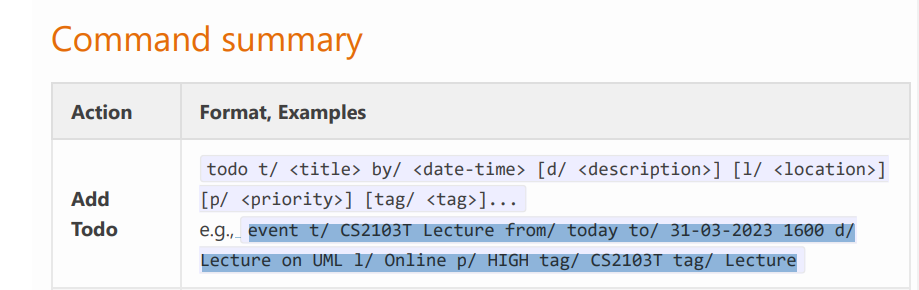 Command summary
Action Format, Examples
todo t/ <title> by/ <date-time> [d/ <description>] [l/ <location>]
[p/ <priority>] [tag/ <tag>]...
Add
Todo
e.g., event t/ CS2103T Lecture from/ today to/ 31-03-2023 1600 d/
Lecture on UML l/ Online p/ HIGH tag/ CS2103T tag/ Lecture